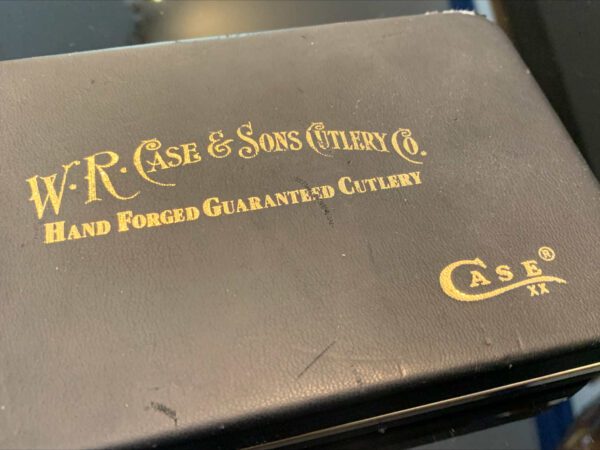 W.R. Case & Sons Cutlery Co.
Hand Forged Guaranteed Cutlery
CASE®
XX